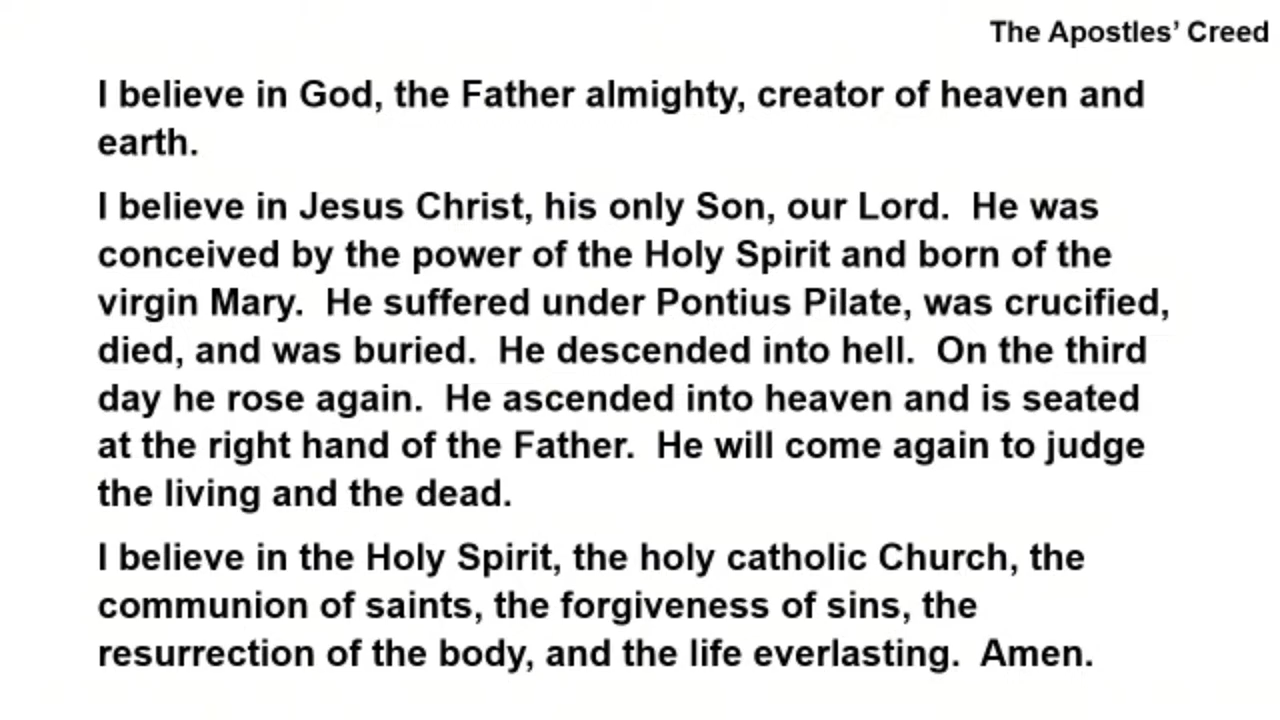 The Apostles’ Creed
I believe in God, the Father almighty, creator of heaven and
earth.
I believe in Jesus Christ, his only Son, our Lord.  He was
conceived by the power of the Holy Spirit and born of the
virgin Mary.  He suffered under Pontius Pilate, was crucified,
died, and was buried.  He descended into hell.  On the third
day he rose again.  He ascended into heaven and is seated
at the right hand of the Father.  He will come again to judge
the living and the dead.
I believe in the Holy Spirit, the holy catholic Church, the
communion of saints, the forgiveness of sins, the
resurrection of the body, and the life everlasting.  Amen.